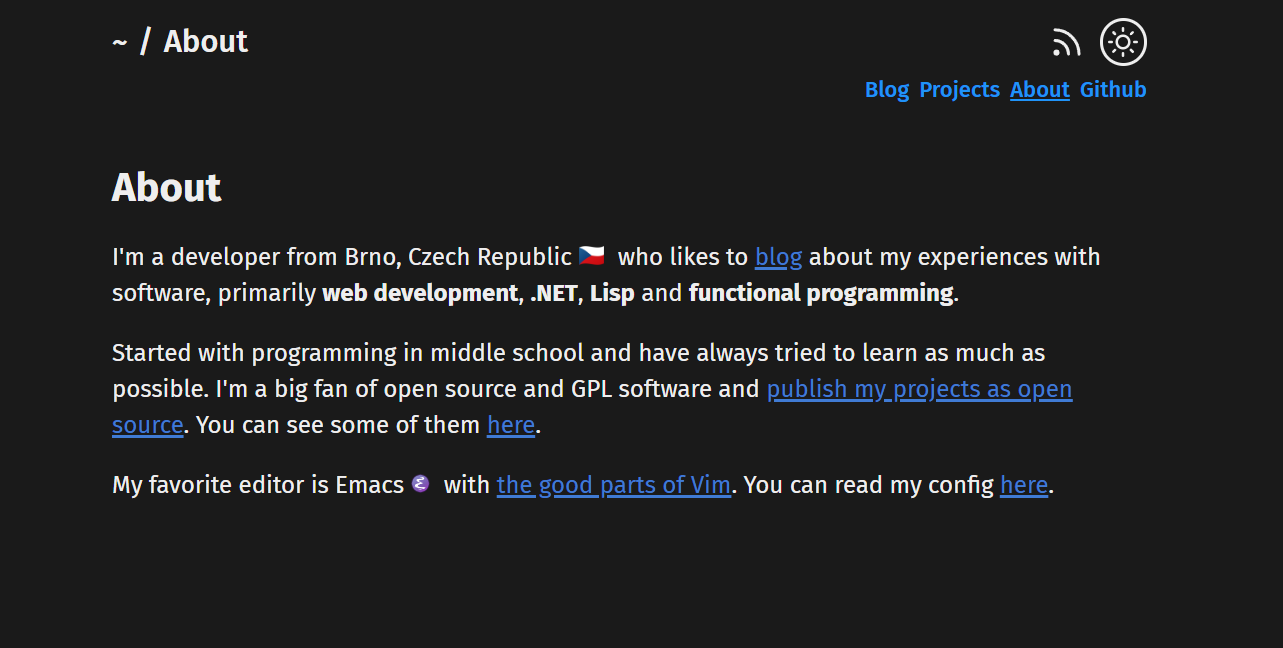 ~ / About
Blog Projects About Github
About
I'm a developer from Brno, Czech Republic 🇨🇿 who likes to blog about my experiences with
software, primarily web development, .NET, Lisp and functional programming.
Started with programming in middle school and have always tried to learn as much as
possible. I'm a big fan of open source and GPL software and publish my projects as open
source. You can see some of them here.
My favorite editor is Emacs with the good parts of Vim. You can read my config here.